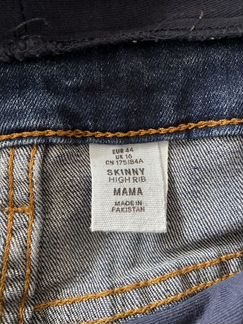 EUR 44
UK 16
CN 175/84A
SKINNY
HIGH RIB
MAMA
MADE IN
PAKISTAN